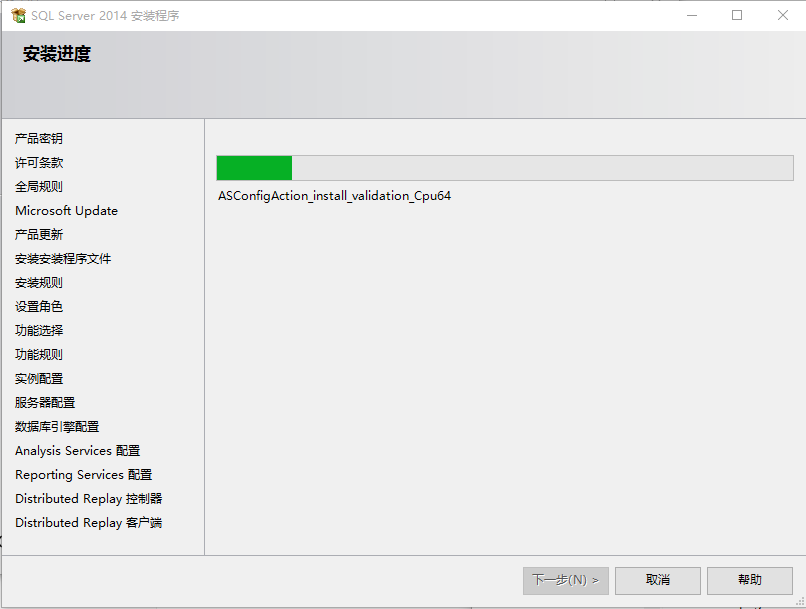 SQL Server 2014 安装程序
安装进度
产品密钥
许可条款
全局规则
Microsoft Update
产品更新
安装安装程序文件
安装规则
设置角色
功能选择
功能规则
实例配置
服务器配置
数据库引擎配置
Analysis Services 配置
Reporting Services 配置
Distributed Replay 控制器
Distributed Replay 客户端
ASConfigAction_install_validation_Cpu64
下一步(N) >
取消
帮助